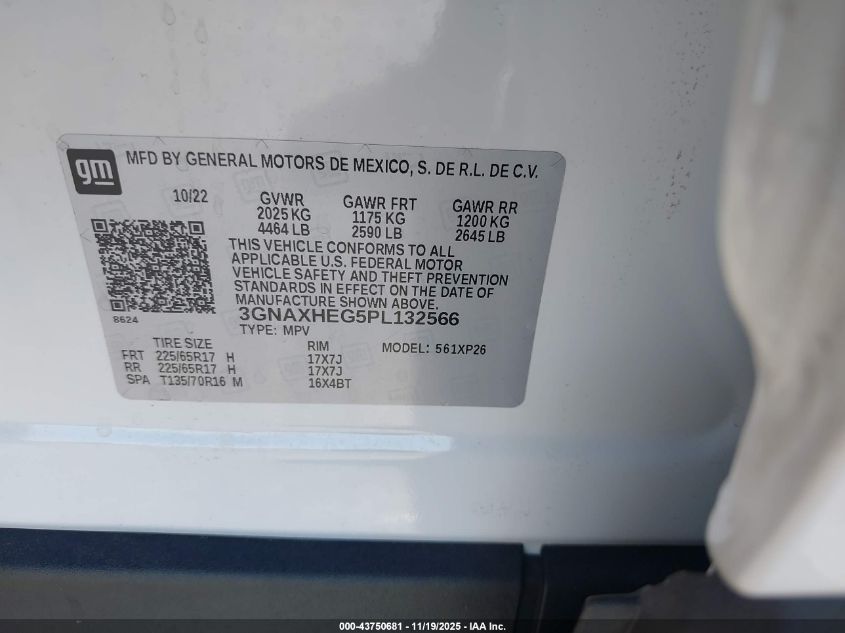 gm
MFD BY GENERAL MOTORS DE MEXICO, S. DE R.L. DE C.V.
10/22 GVWR GAWR FRT GAWR RR
2025 KG 1175 KG 1200 KG
4464 LB 2590 LB 2645 LB
THIS VEHICLE CONFORMS TO ALL
APPLICABLE U.S. FEDERAL MOTOR
VEHICLE SAFETY AND THEFT PREVENTION
STANDARDS IN EFFECT ON THE DATE OF
MANUFACTURE SHOWN ABOVE.
8624 3GNAXHEG5PL132566
TYPE: MPV
TIRE SIZE RIM MODEL: 561XP26
FRT 225/65R17 H 17X7J
RR 225/65R17 H 17X7J
SPA T135/70R16 M 16X4BT
000-43750681 - 11/19/2025 - IAA Inc.